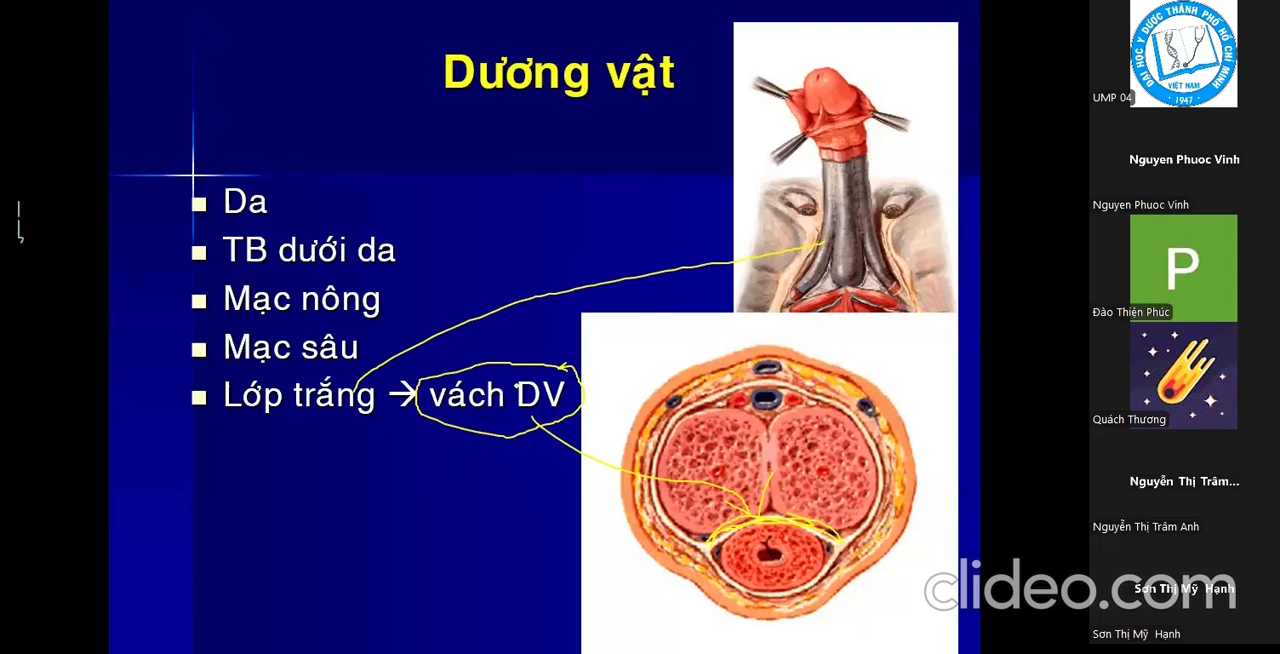 Dương vật
Da
TB dưới da
Mạc nông
Mạc sâu
Lớp trắng → vách DV
ĐẠI HỌC Y DƯỢC THÀNH PHỐ HỒ CHÍ MINH
VIỆT NAM
1947
UMP 04
Nguyen Phuoc Vinh
Nguyen Phuoc Vinh
P
Đào Thiện Phúc
Quách Thương
Nguyễn Thị Trâm...
Nguyễn Thị Trâm Anh
Sơn Thị Mỹ Hạnh
clideo.com
Sơn Thị Mỹ Hạnh